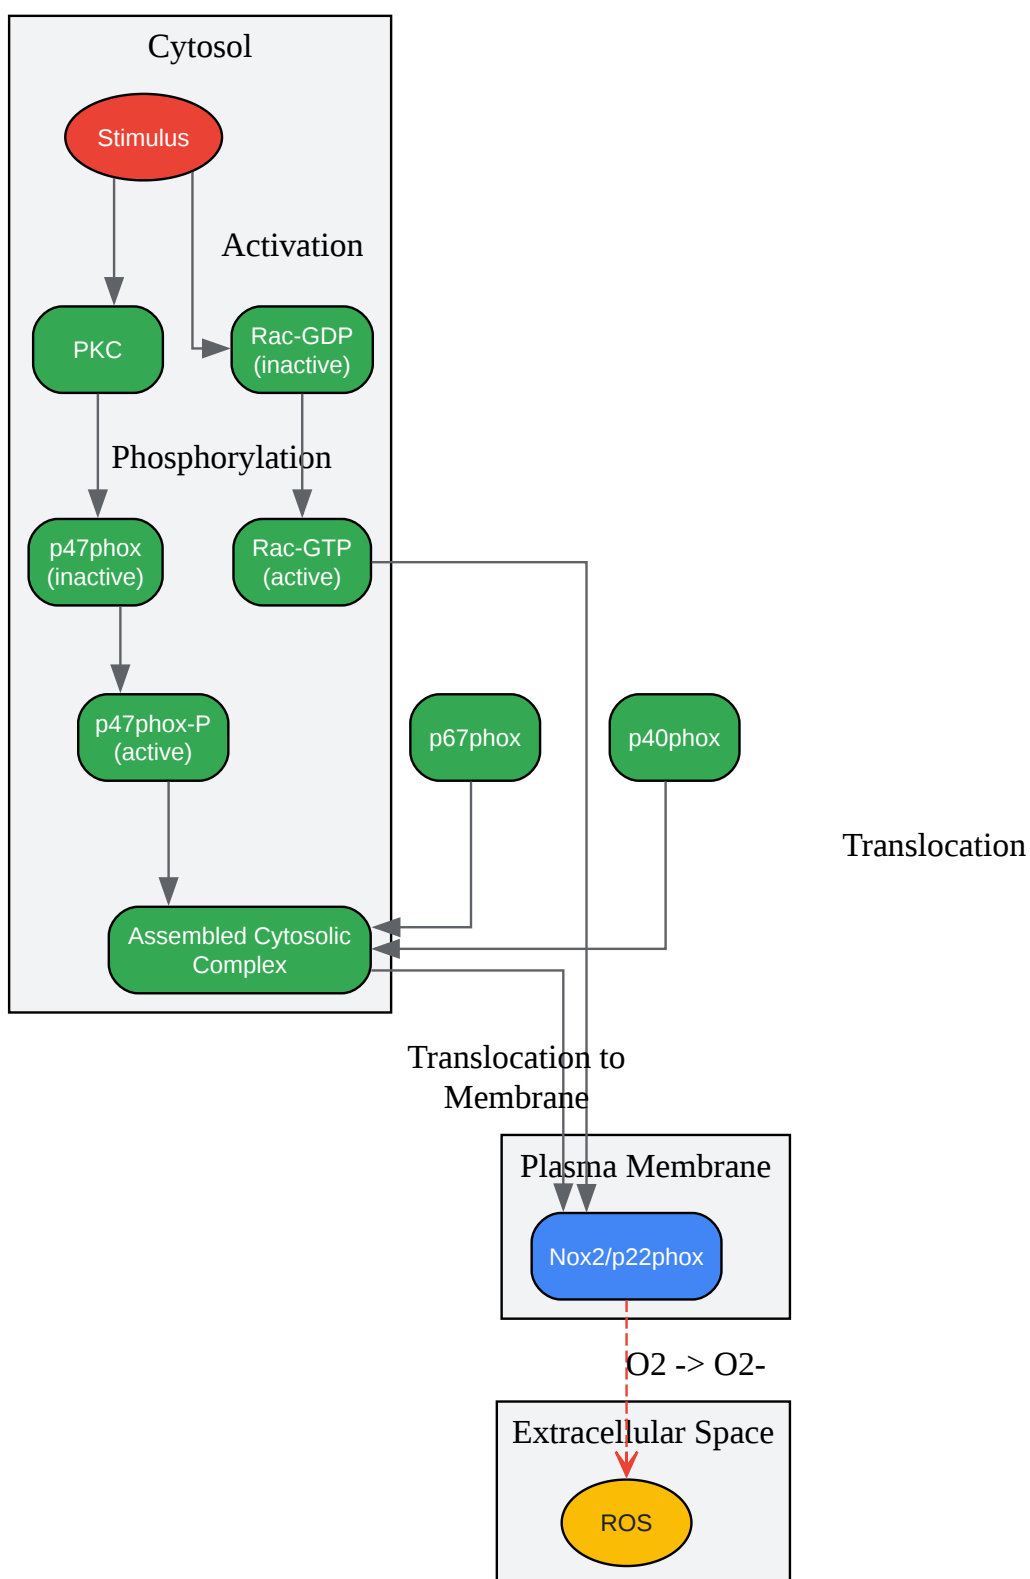 Cytosol
Stimulus
Activation
PKC
Rac-GDP
(inactive)
Phosphorylation
p47phox
(inactive)
Rac-GTP
(active)
p47phox-P
(active)
p67phox
p40phox
Translocation
Assembled Cytosolic
Complex
Translocation to
Membrane
Plasma Membrane
Nox2/p22phox
O2 -> O2-
Extracellular Space
ROS